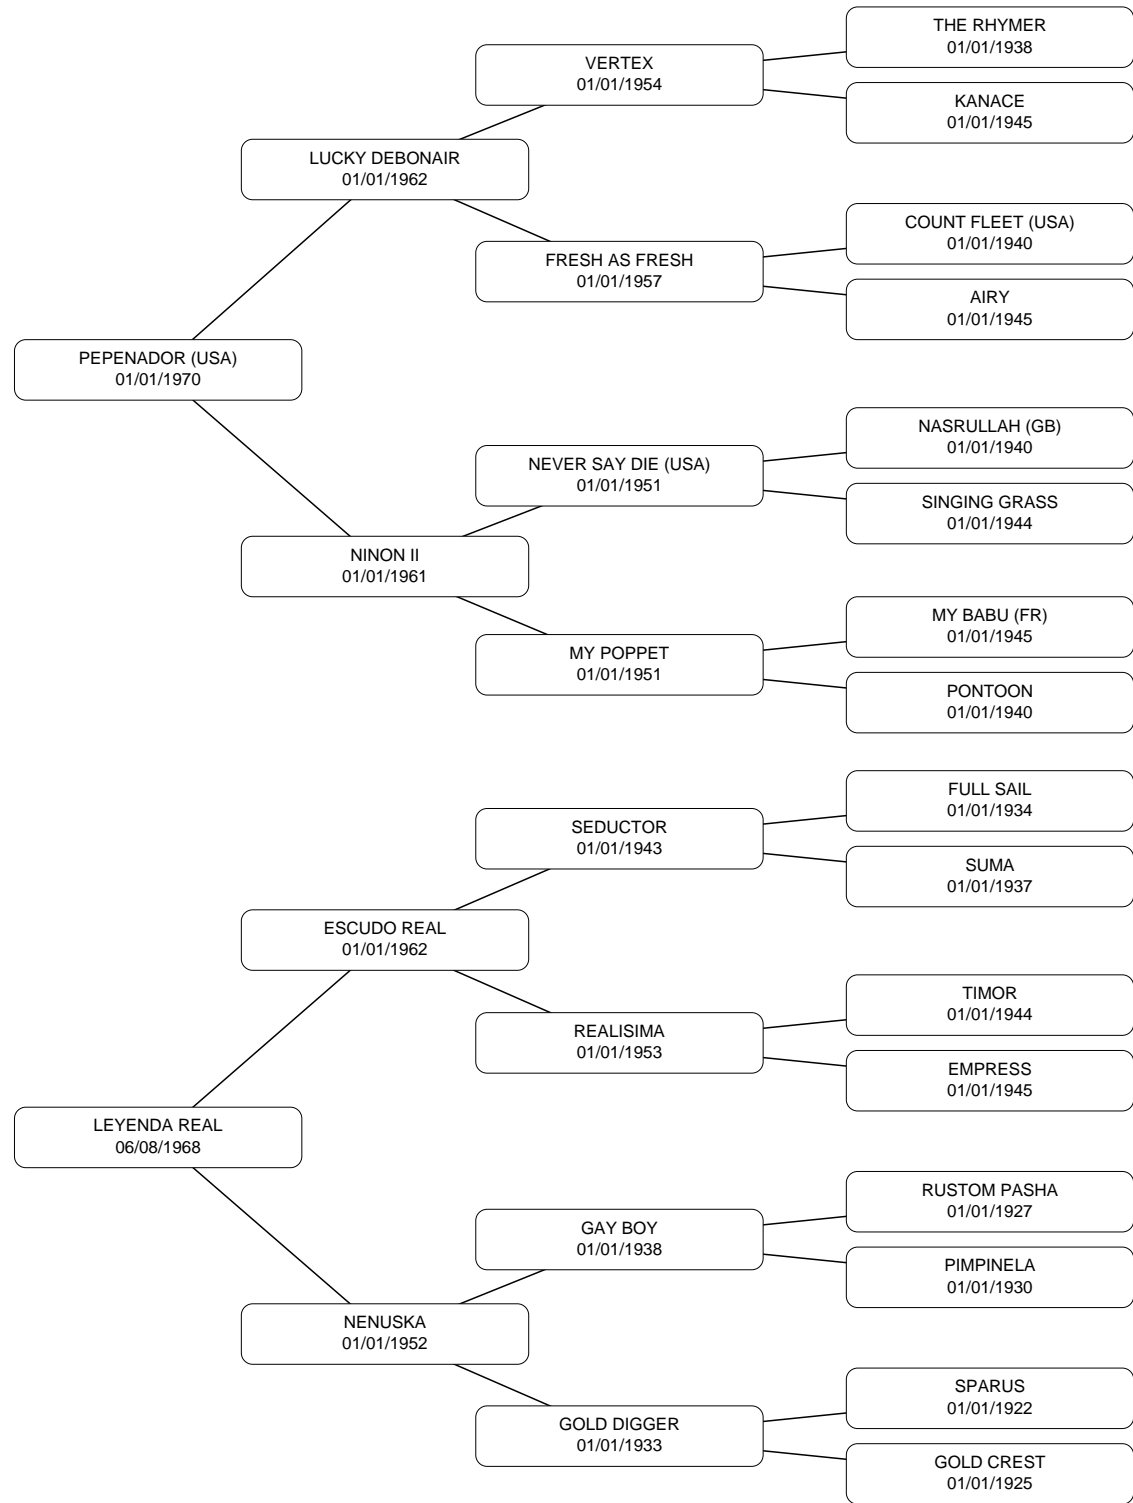 THE RHYMER
01/01/1938
VERTEX
01/01/1954
KANACE
01/01/1945
LUCKY DEBONAIR
01/01/1962
COUNT FLEET (USA)
01/01/1940
FRESH AS FRESH
01/01/1957
AIRY
01/01/1945
PEPENADOR (USA)
01/01/1970
NASRULLAH (GB)
01/01/1940
NEVER SAY DIE (USA)
01/01/1951
SINGING GRASS
01/01/1944
NINON II
01/01/1961
MY BABU (FR)
01/01/1945
MY POPPET
01/01/1951
PONTOON
01/01/1940
FULL SAIL
01/01/1934
SEDUCTOR
01/01/1943
SUMA
01/01/1937
ESCUDO REAL
01/01/1962
TIMOR
01/01/1944
REALISIMA
01/01/1953
EMPRESS
01/01/1945
LEYENDA REAL
06/08/1968
RUSTOM PASHA
01/01/1927
GAY BOY
01/01/1938
PIMPINELA
01/01/1930
NENUSKA
01/01/1952
SPARUS
01/01/1922
GOLD DIGGER
01/01/1933
GOLD CREST
01/01/1925